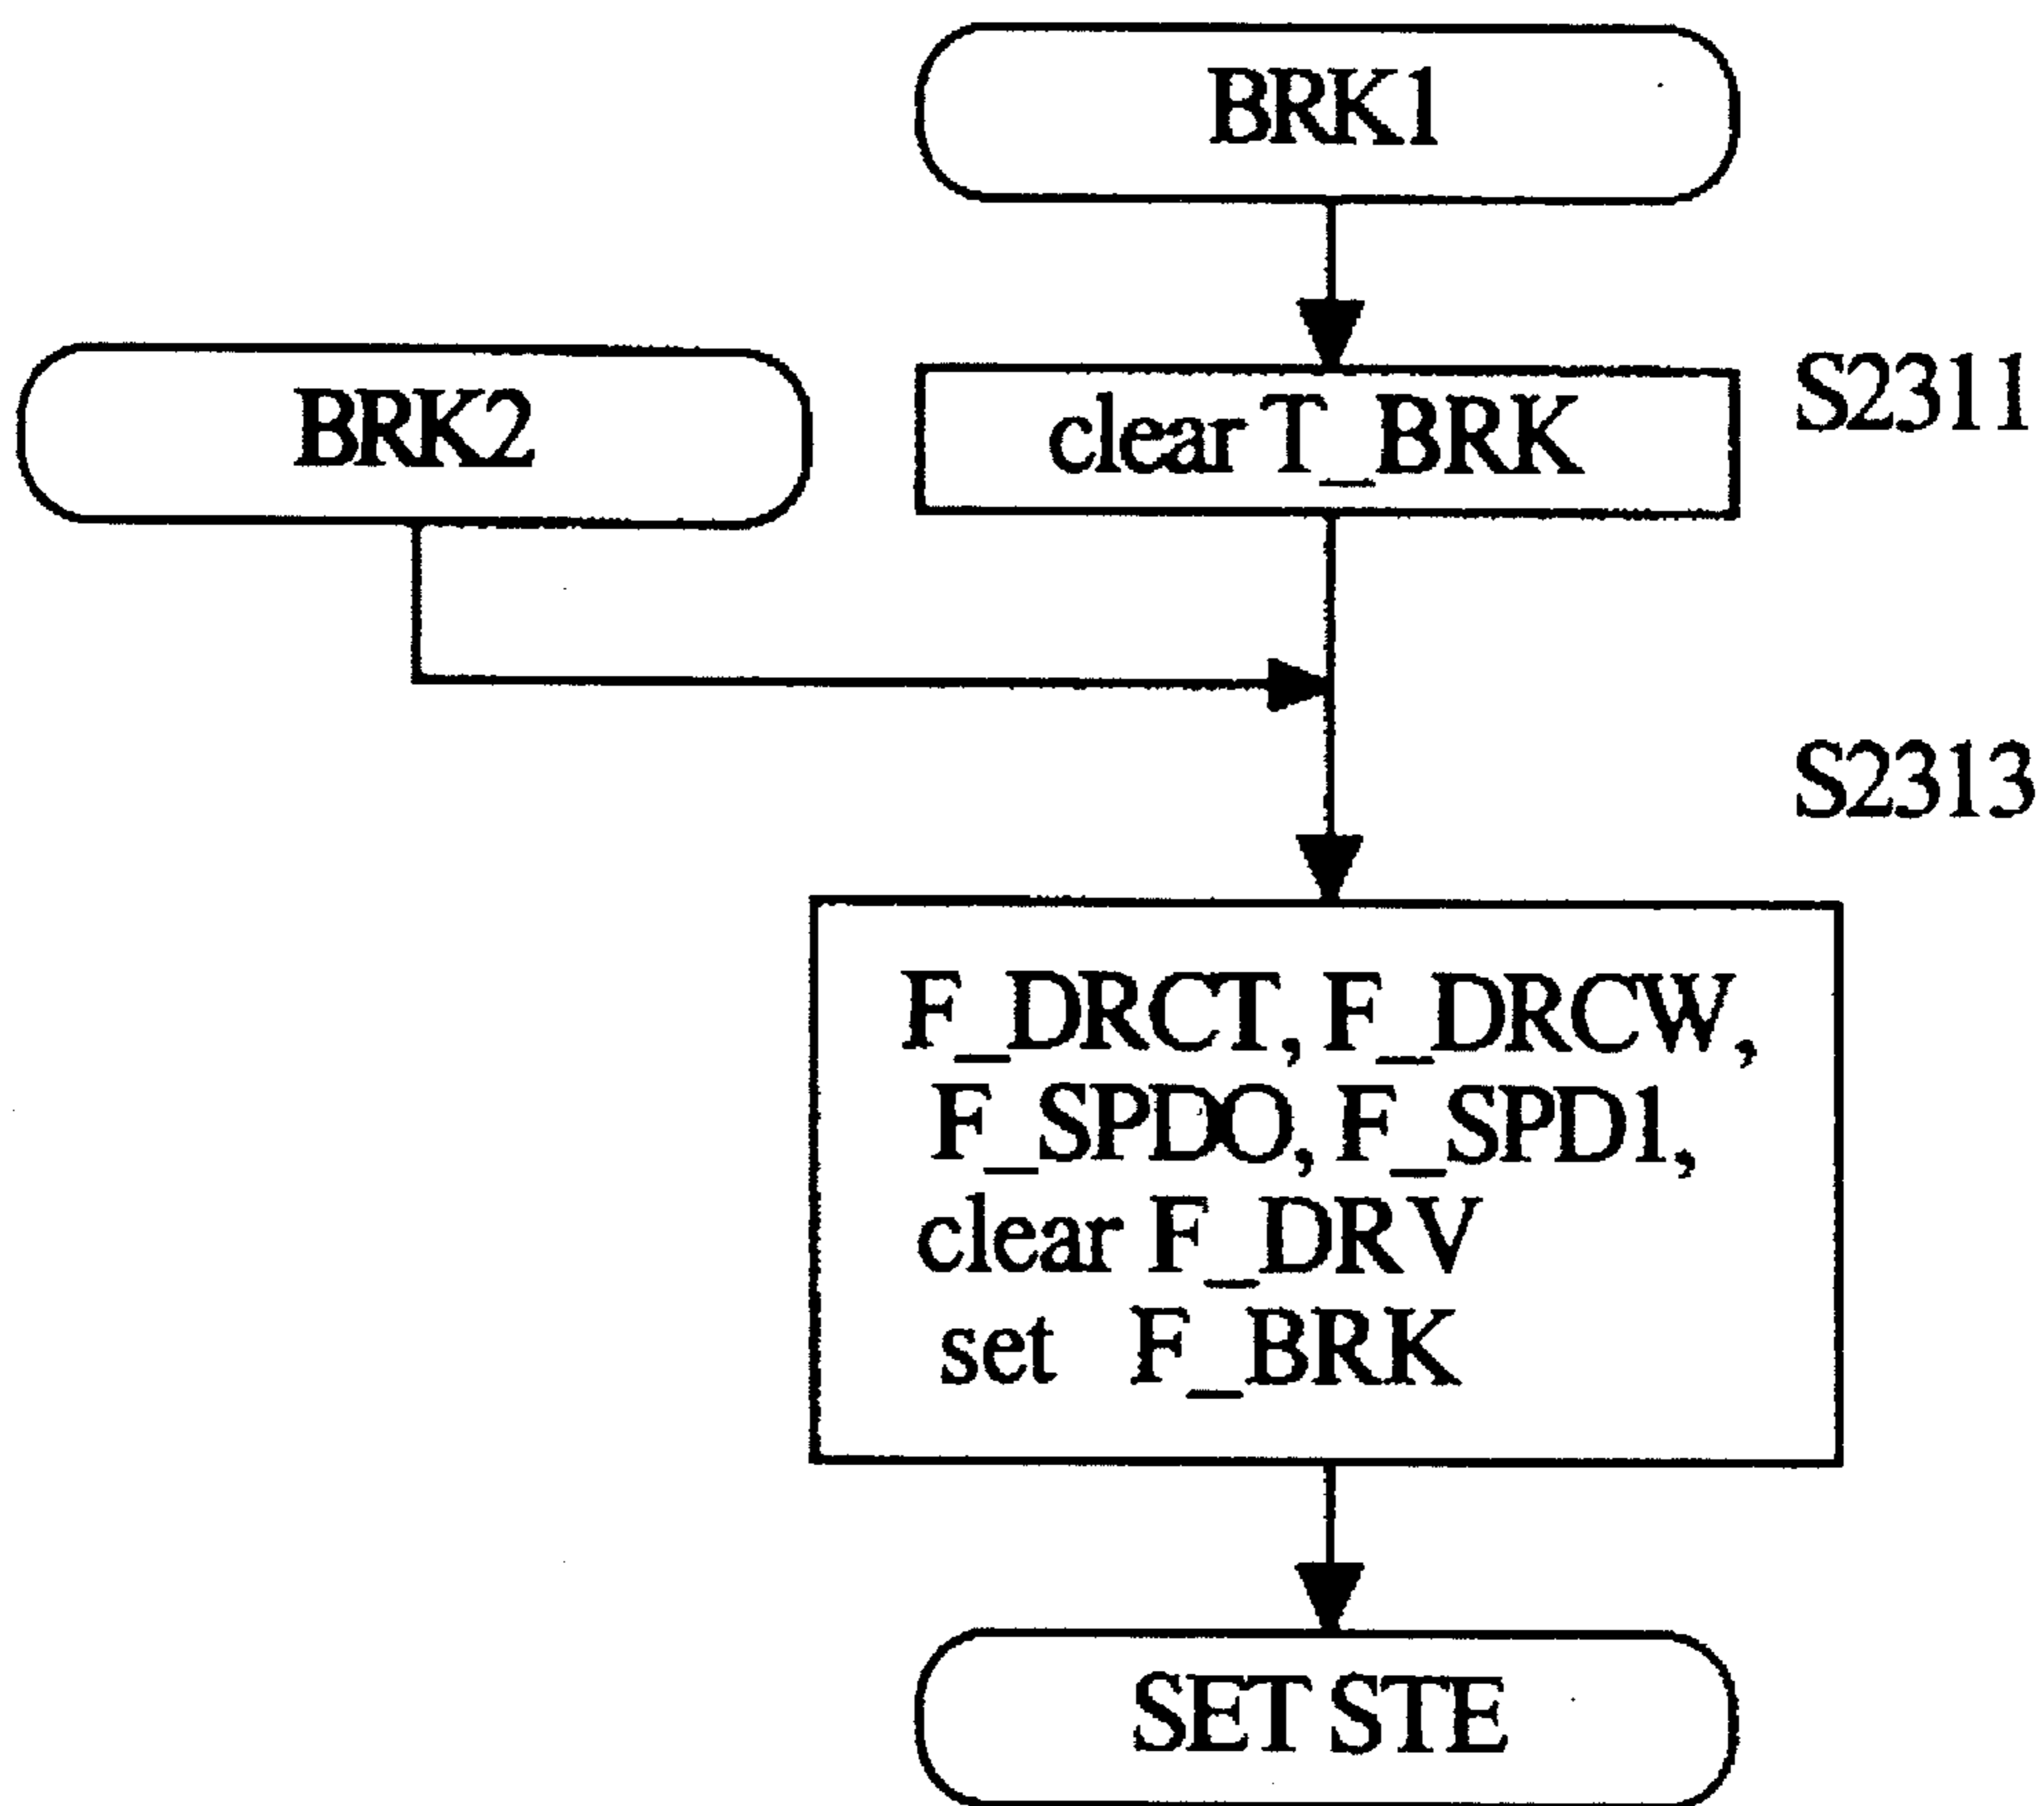 BRK1
BRK2
clear T_BRK
S2311
S2313
F_DRCT, F_DRCW,
F_SPDO, F_SPD1,
clear F_DRV
set F_BRK
SET STE